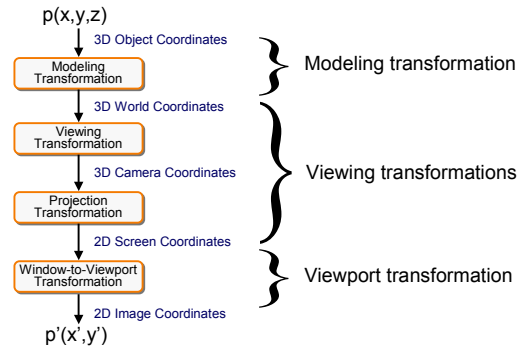 p(x,y,z)
3D Object Coordinates
Modeling
Transformation
Modeling transformation
3D World Coordinates
Viewing
Transformation
3D Camera Coordinates
Viewing transformations
Projection
Transformation
2D Screen Coordinates
Window-to-Viewport
Transformation
Viewport transformation
2D Image Coordinates
p’(x’,y’)